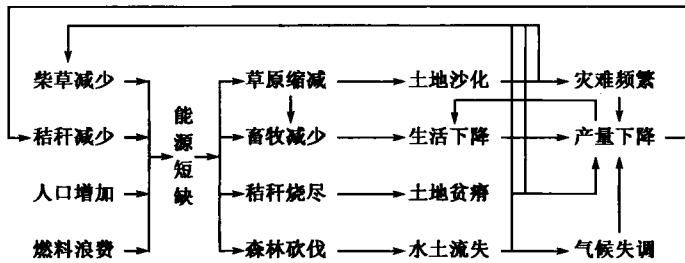 柴草减少 草原缩减 土地沙化 灾难频繁
能源短缺
秸秆减少 畜牧减少 生活下降 产量下降
人口增加 秸秆烧尽 土地贫瘠
燃料浪费 森林砍伐 水土流失 气候失调